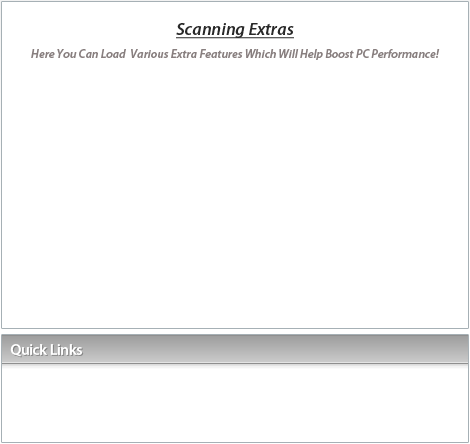 Scanning Extras
Here You Can Load Various Extra Features Which Will Help Boost PC Performance!
Quick Links